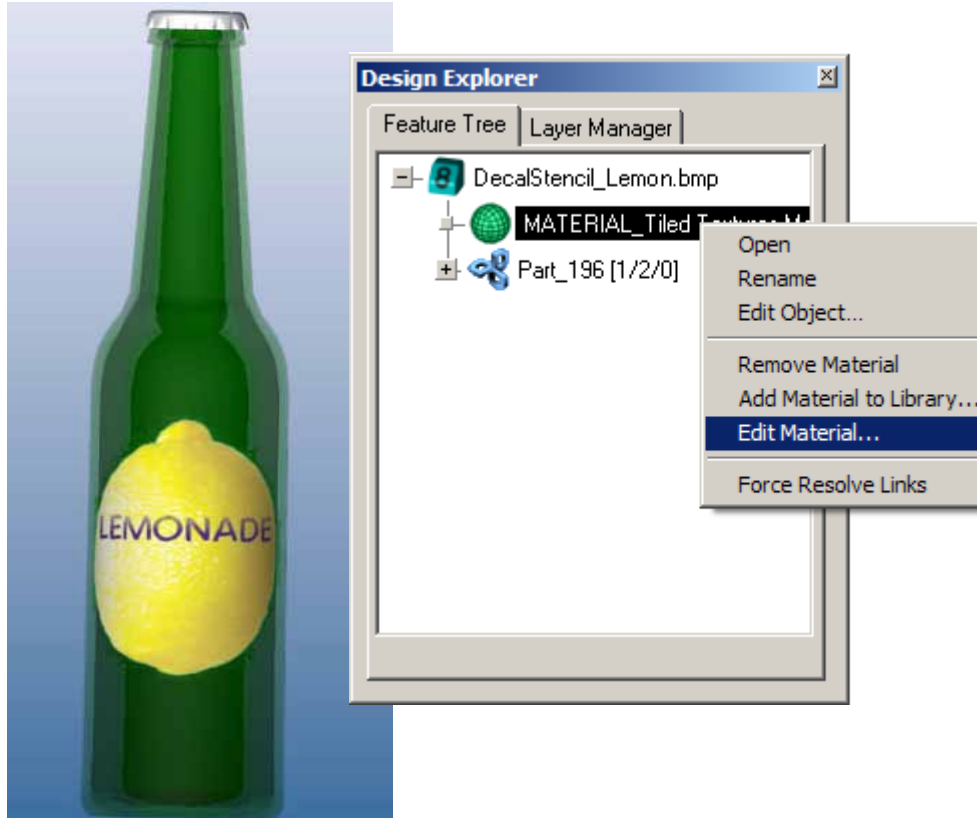 LEMONADE
Design Explorer
Feature Tree
Layer Manager
DecalStencil_Lemon.bmp
MATERIAL_Tiled
Part_196 [1/2/0]
Open
Rename
Edit Object...
Remove Material
Add Material to Library...
Edit Material...
Force Resolve Links